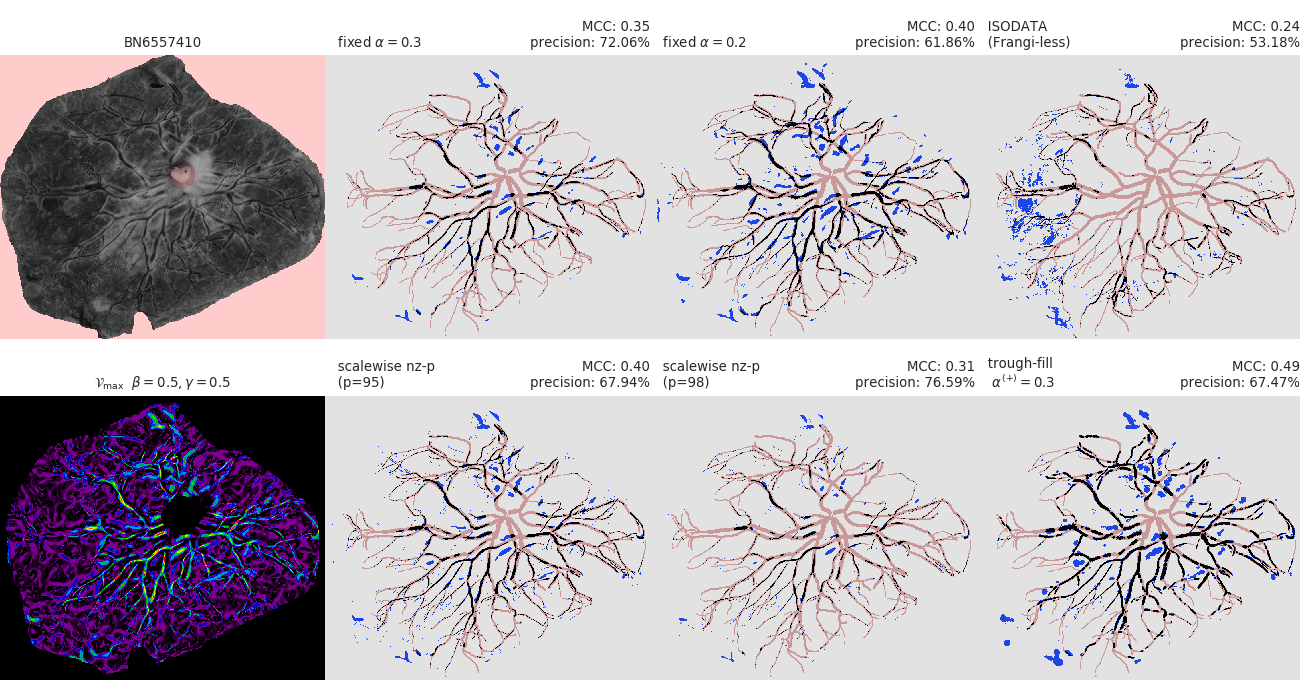 BN6557410
fixed α = 0.3
MCC: 0.35
precision: 72.06%
fixed α = 0.2
MCC: 0.40
precision: 61.86%
ISODATA
(Frangi-less)
MCC: 0.24
precision: 53.18%
𝒱max β = 0.5, γ = 0.5
scalewise nz-p
(p=95)
MCC: 0.40
precision: 67.94%
scalewise nz-p
(p=98)
MCC: 0.31
precision: 76.59%
trough-fill
α(+) = 0.3
MCC: 0.49
precision: 67.47%